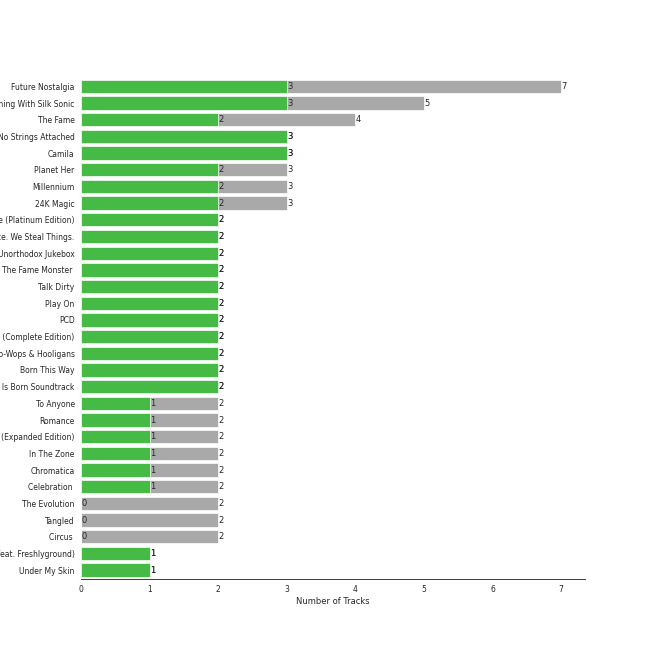 Future Nostalgia 3 7
ning With Silk Sonic 3 5
The Fame 2 4
No Strings Attached 3
Camila 3
Planet Her 2 3
Millennium 2 3
24K Magic 2 3
e (Platinum Edition) 2
ce. We Steal Things. 2
Unorthodox Jukebox 2
The Fame Monster 2
Talk Dirty 2
Play On 2
PCD 2
(Complete Edition) 2
o-Wops & Hooligans 2
Born This Way 2
Is Born Soundtrack 2
To Anyone 1 2
Romance 1 2
(Expanded Edition) 1 2
In The Zone 1 2
Chromatica 1 2
Celebration 1 2
The Evolution 0 2
Tangled 0 2
Circus 0 2
feat. Freshlyground) 1
Under My Skin 1
0 1 2 3 4 5 6 7
Number of Tracks